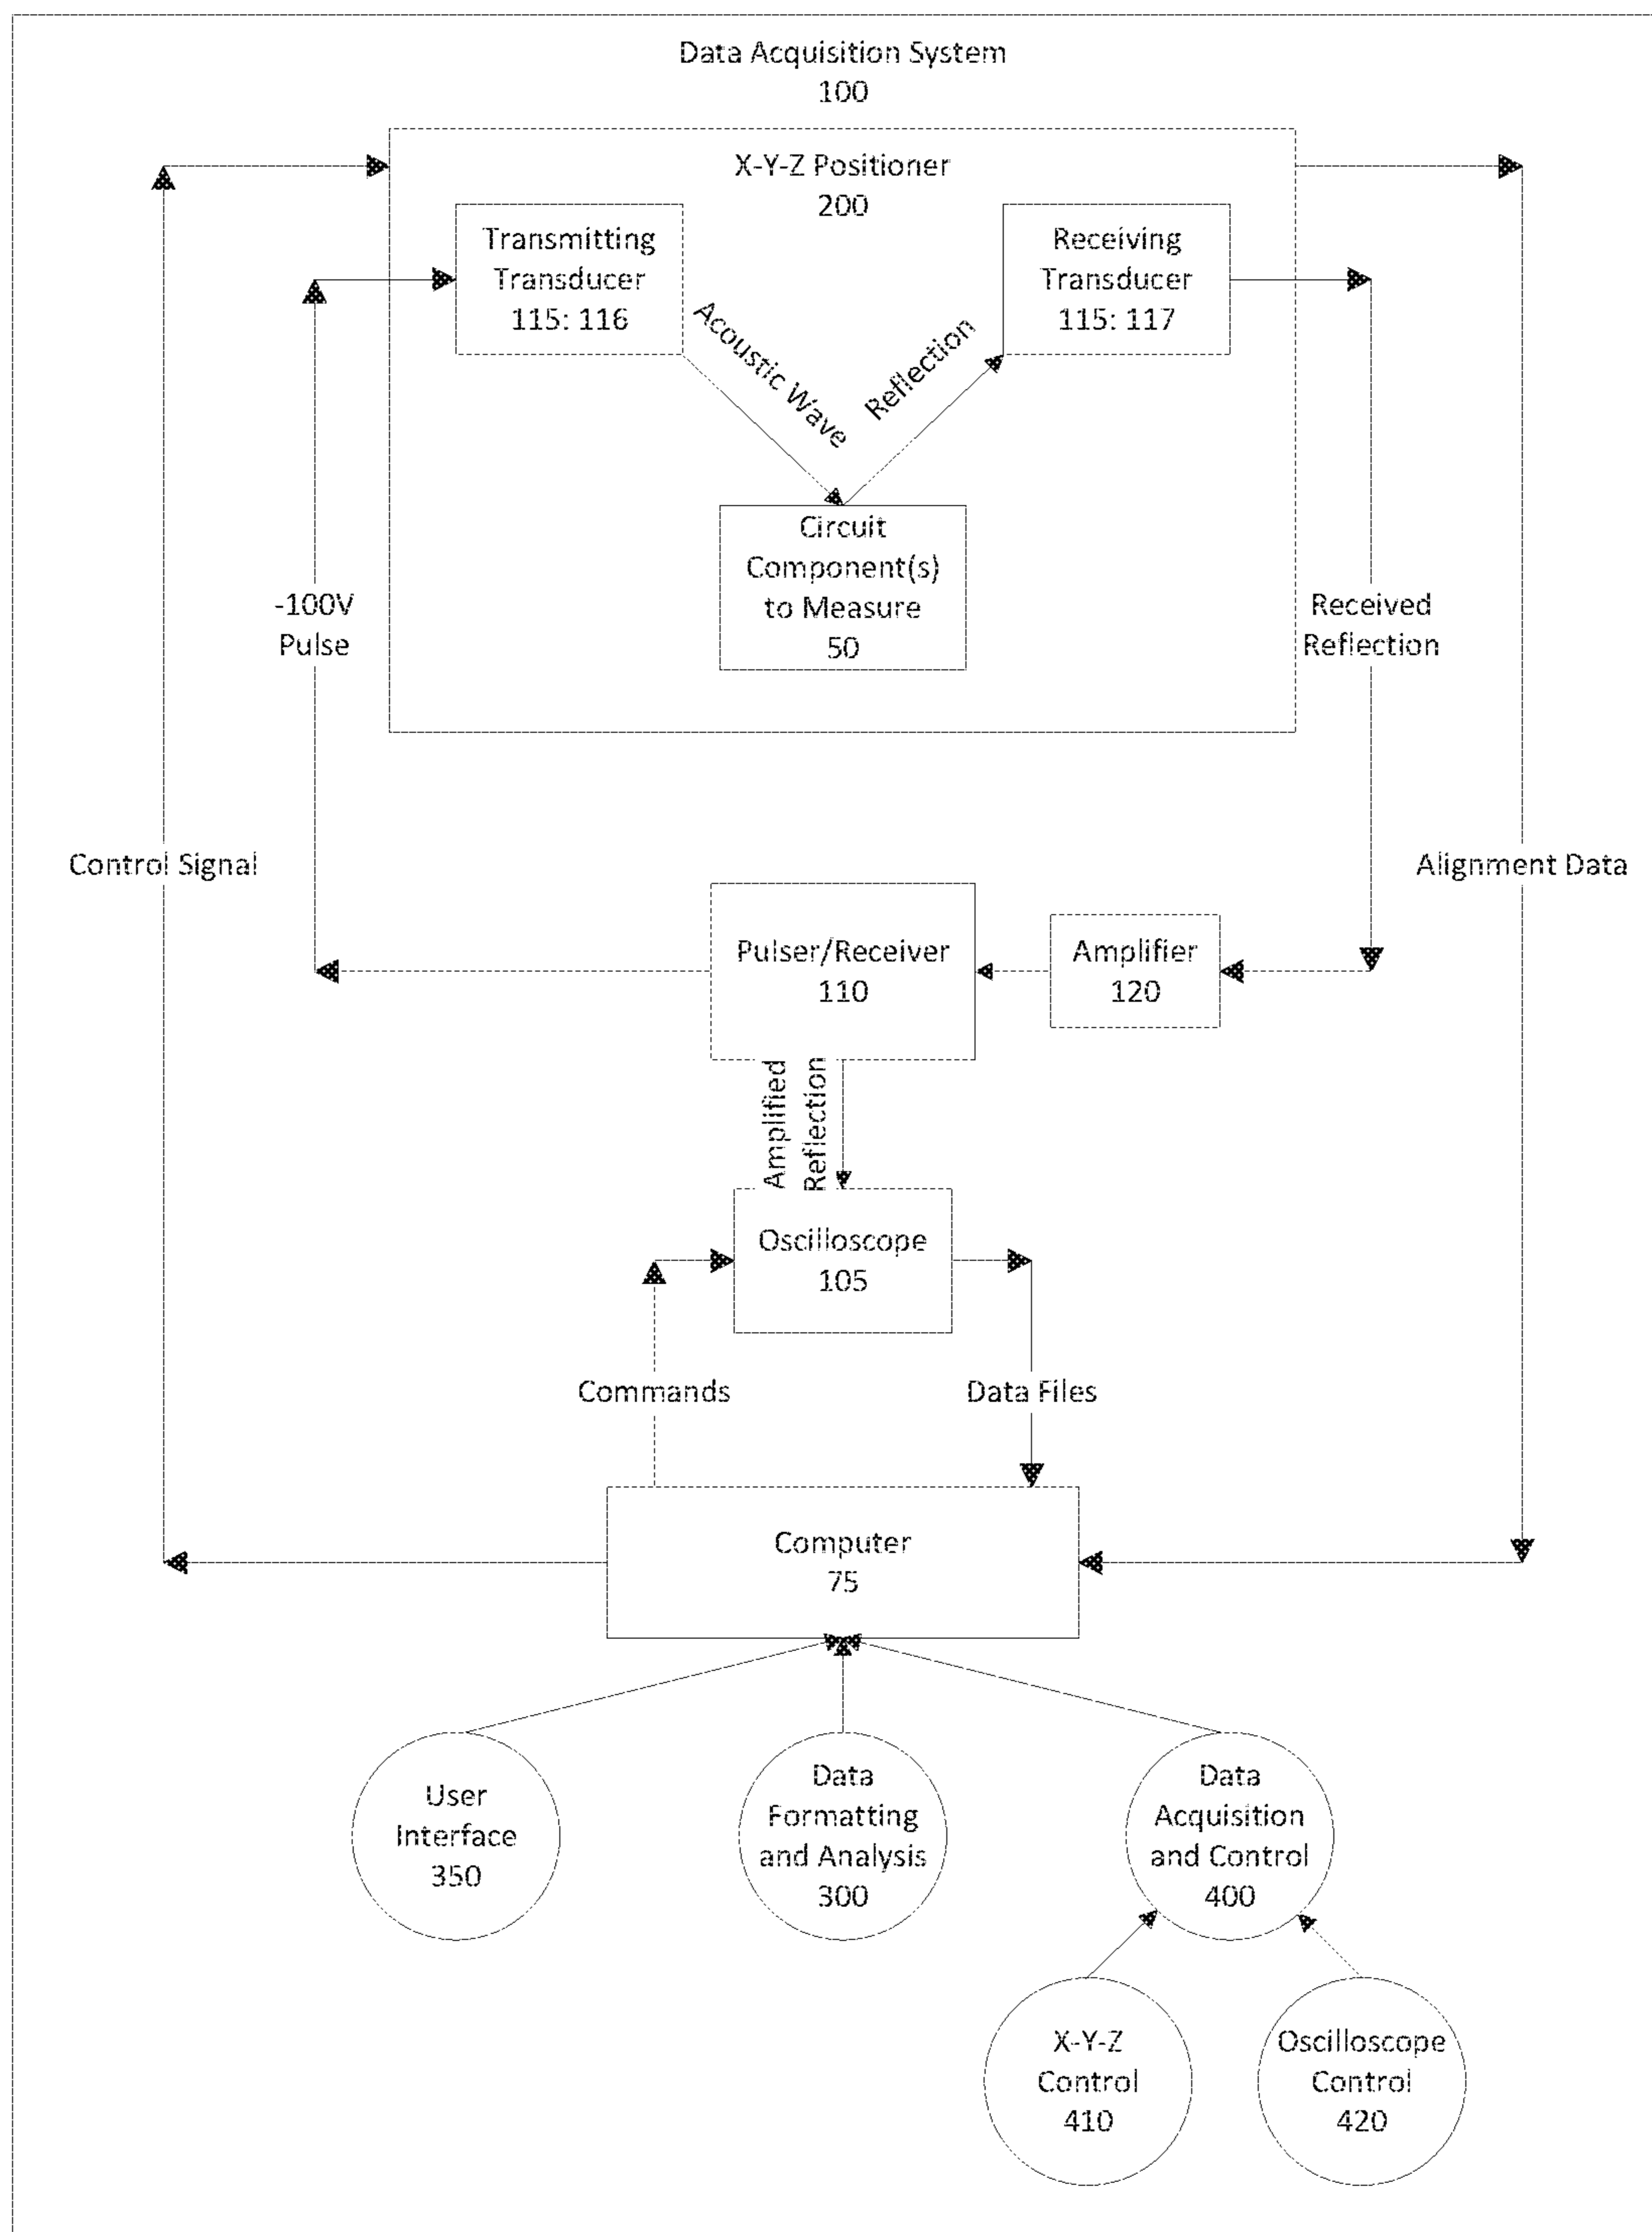 Data Acquisition System
100
X-Y-Z Positioner
200
Transmitting
Transducer
115: 116
Receiving
Transducer
115: 117
Acoustic Wave
Reflection
Circuit
Component(s)
to Measure
50
-100V
Pulse
Received
Reflection
Control Signal
Alignment Data
Pulser/Receiver
110
Amplifier
120
Amplified
Reflection
Oscilloscope
105
Commands
Data Files
Computer
75
User
Interface
350
Data
Formatting
and Analysis
300
Data
Acquisition
and Control
400
X-Y-Z
Control
410
Oscilloscope
Control
420